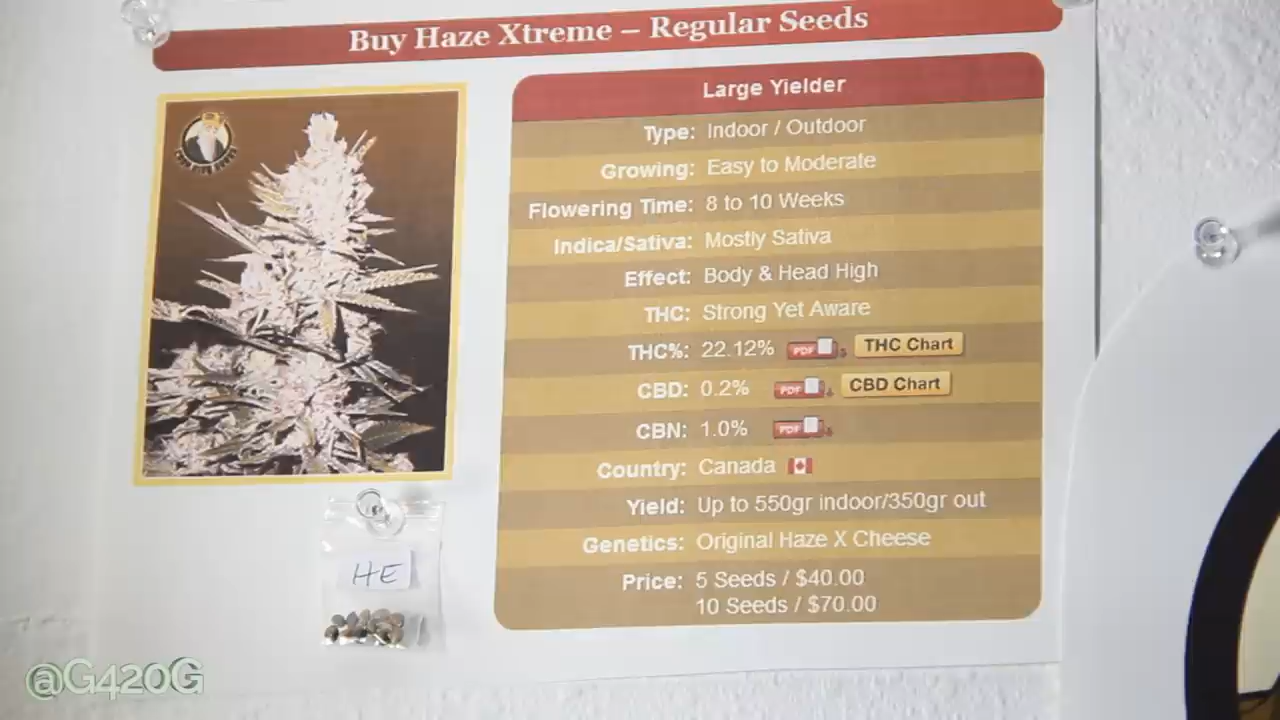 Buy Haze Xtreme – Regular Seeds
Large Yielder
Type: Indoor / Outdoor
Growing: Easy to Moderate
Flowering Time: 8 to 10 Weeks
Indica/Sativa: Mostly Sativa
Effect: Body & Head High
THC: Strong Yet Aware
THC%: 22.12% PDF THC Chart
CBD: 0.2% PDF CBD Chart
CBN: 1.0% PDF
Country: Canada
Yield: Up to 550gr indoor/350gr out
Genetics: Original Haze X Cheese
Price: 5 Seeds / $40.00
10 Seeds / $70.00
HE
@G420G